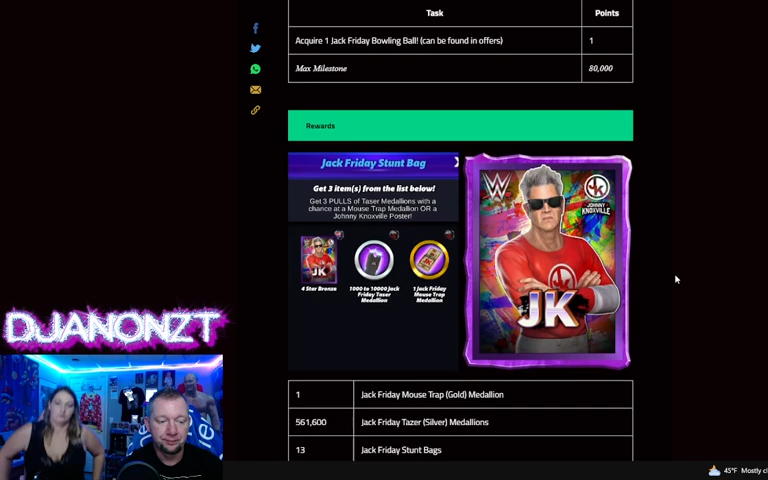 Task
Points
Acquire 1 Jack Friday Bowling Ball! (can be found in offers)
1
Max Milestone
80,000
Rewards
Jack Friday Stunt Bag
Get 3 item(s) from the list below!
Get 3 PULLS of Taser Medallions with a
chance at a Mouse Trap Medallion OR a
Johnny Knoxville Poster!
JK
4 Star Bronze
1000 to 10000 Jack
Friday Taser
Medallion
1 Jack Friday
Mouse Trap
Medallion
W
JK
JOHNNY
KNOXVILLE
JK
DJANONZT
1
Jack Friday Mouse Trap (Gold) Medallion
561,600
Jack Friday Tazer (Silver) Medallions
13
Jack Friday Stunt Bags
45°F Mostly cl